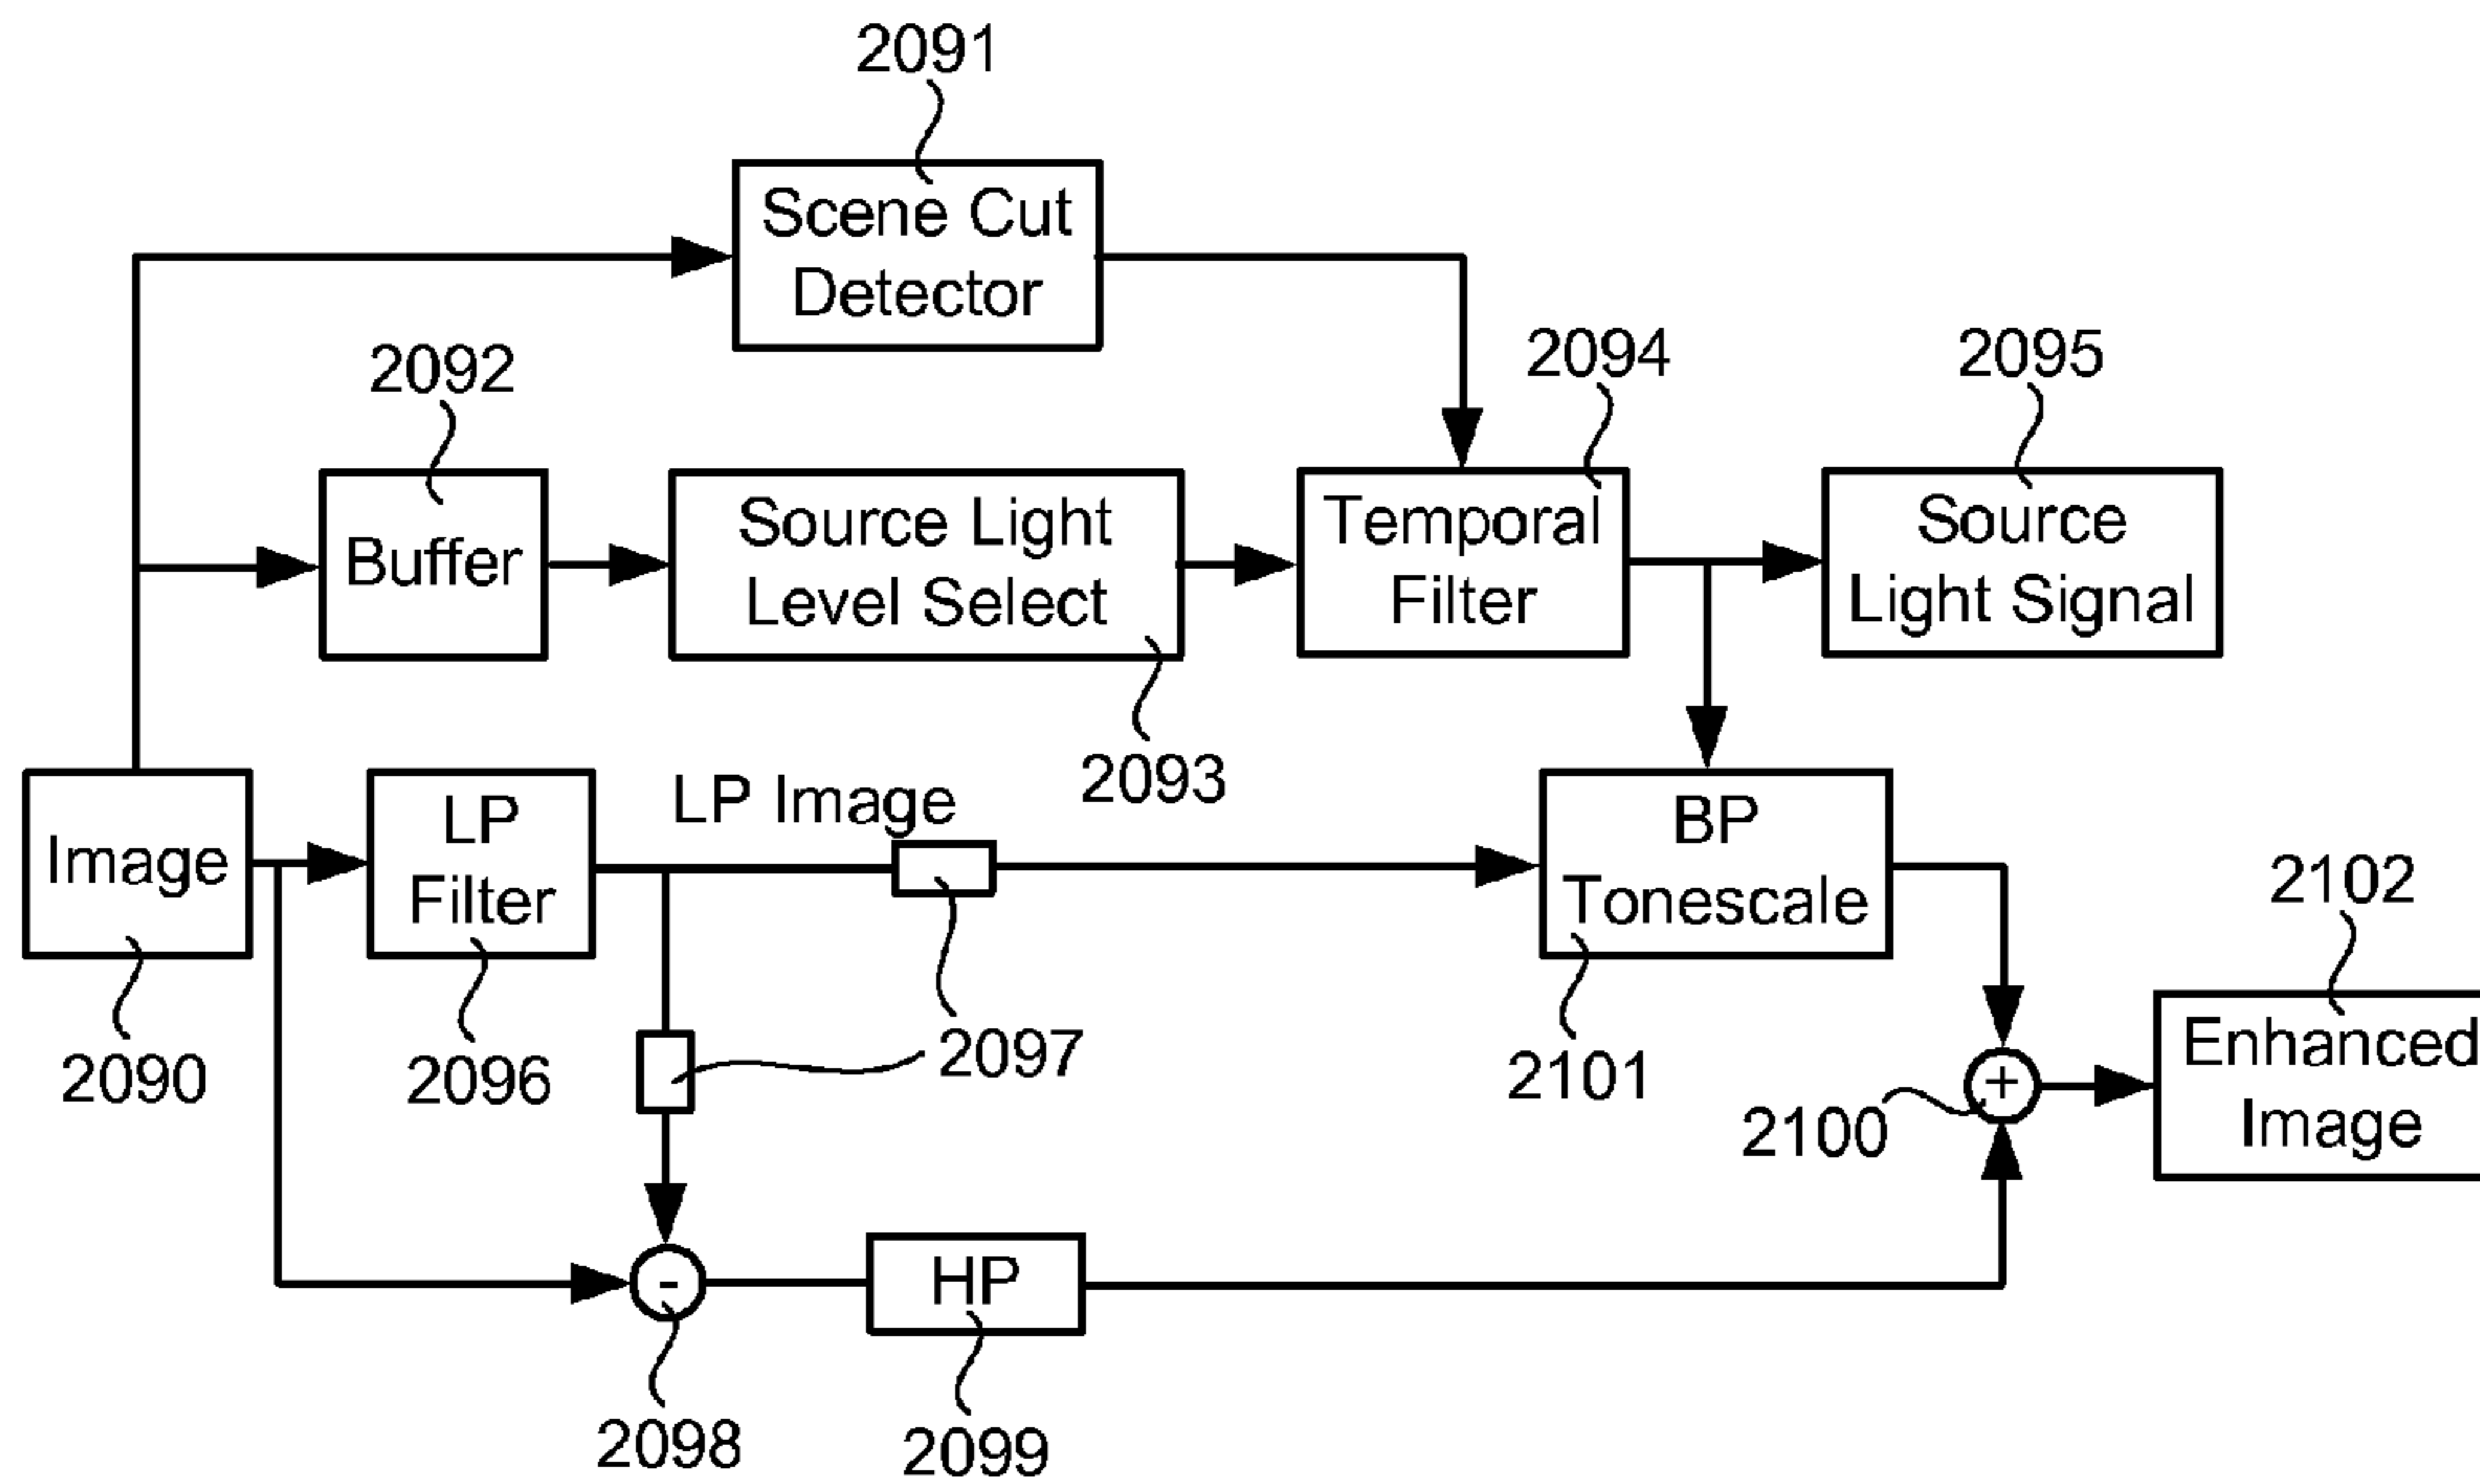 2091
Scene Cut
Detector
2092
2094
2095
Buffer
Source Light
Level Select
Temporal
Filter
Source
Light Signal
2093
Image
LP
Filter
LP Image
BP
Tonescale
2102
2090
2096
2097
2101
2100
+
Enhanced
Image
-
HP
2098
2099